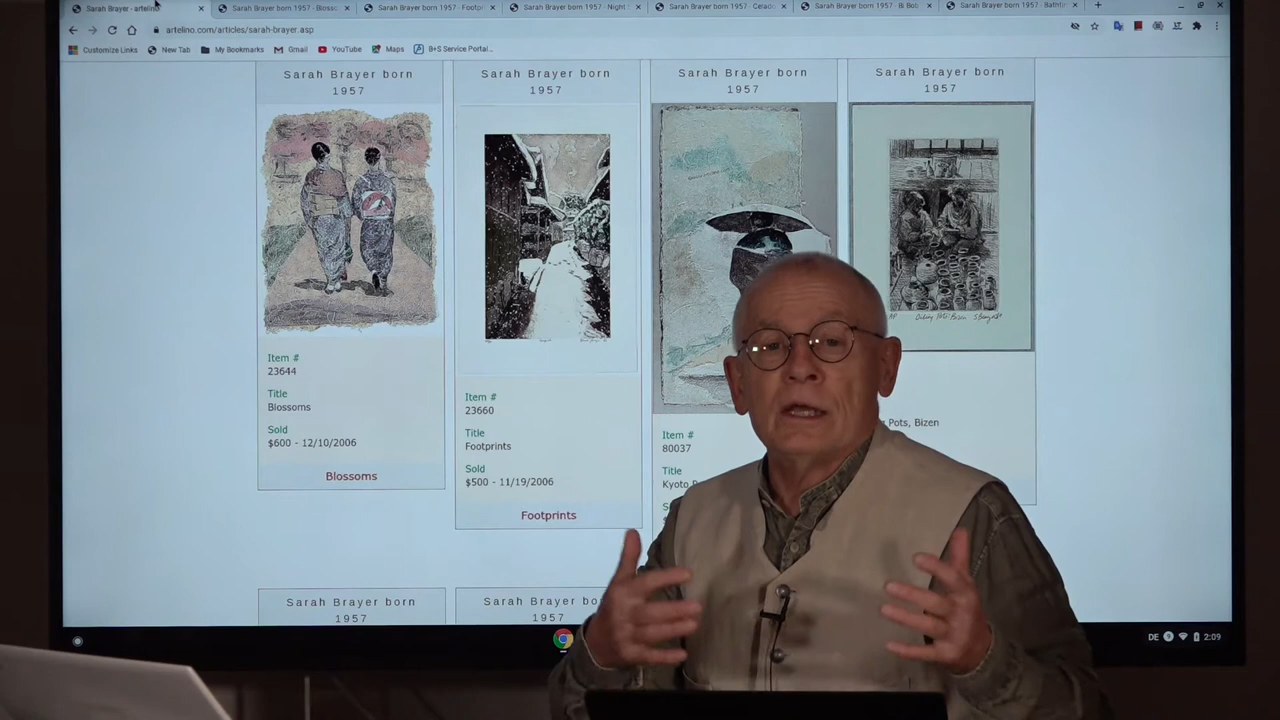 Sarah Brayer - artelino
Sarah Brayer born 1957 - Blosso
Sarah Brayer born 1957 - Footpr
Sarah Brayer born 1957 - Night
Sarah Brayer born 1957 - Celado
Sarah Brayer born 1957 - Bi Bob
Sarah Brayer born 1957 - Bathti
artelino.com/articles/sarah-brayer.asp
Customize Links
New Tab
My Bookmarks
Gmail
YouTube
Maps
B+S Service Portal...
Sarah Brayer born
1957
Item #
23644
Title
Blossoms
Sold
$600 - 12/10/2006
Blossoms
Sarah Brayer born
1957
Item #
23660
Title
Footprints
Sold
$500 - 11/19/2006
Footprints
Sarah Brayer born
1957
Item #
80037
Title
Kyoto
Sarah Brayer born
1957
AP
Pots, Bizen
Sarah Brayer born
1957
Sarah Brayer bo
1957
DE
2:09